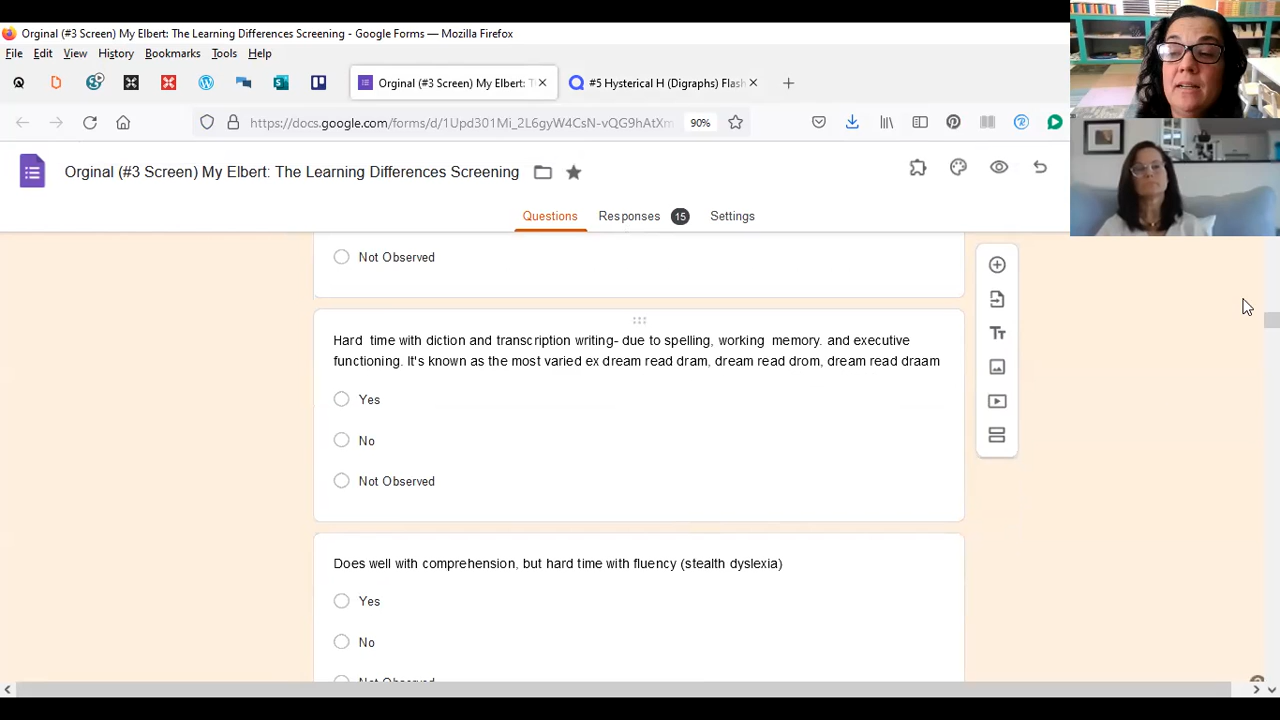 Orginal (#3 Screen) My Elbert: The Learning Differences Screening - Google Forms — Mozilla Firefox
File Edit View History Bookmarks Tools Help
Orginal (#3 Screen) My Elbert: T
#5 Hysterical H (Digraphs) Flash
https://docs.google.com/forms/d/1Upd301Mi_2L6gyW4CsN-vQG9hAtXm
90%
Orginal (#3 Screen) My Elbert: The Learning Differences Screening
Questions Responses 15 Settings
Not Observed
Hard time with diction and transcription writing- due to spelling, working memory. and executive
functioning. It's known as the most varied ex dream read dram, dream read drom, dream read draam
Yes
No
Not Observed
Does well with comprehension, but hard time with fluency (stealth dyslexia)
Yes
No
Not Observed